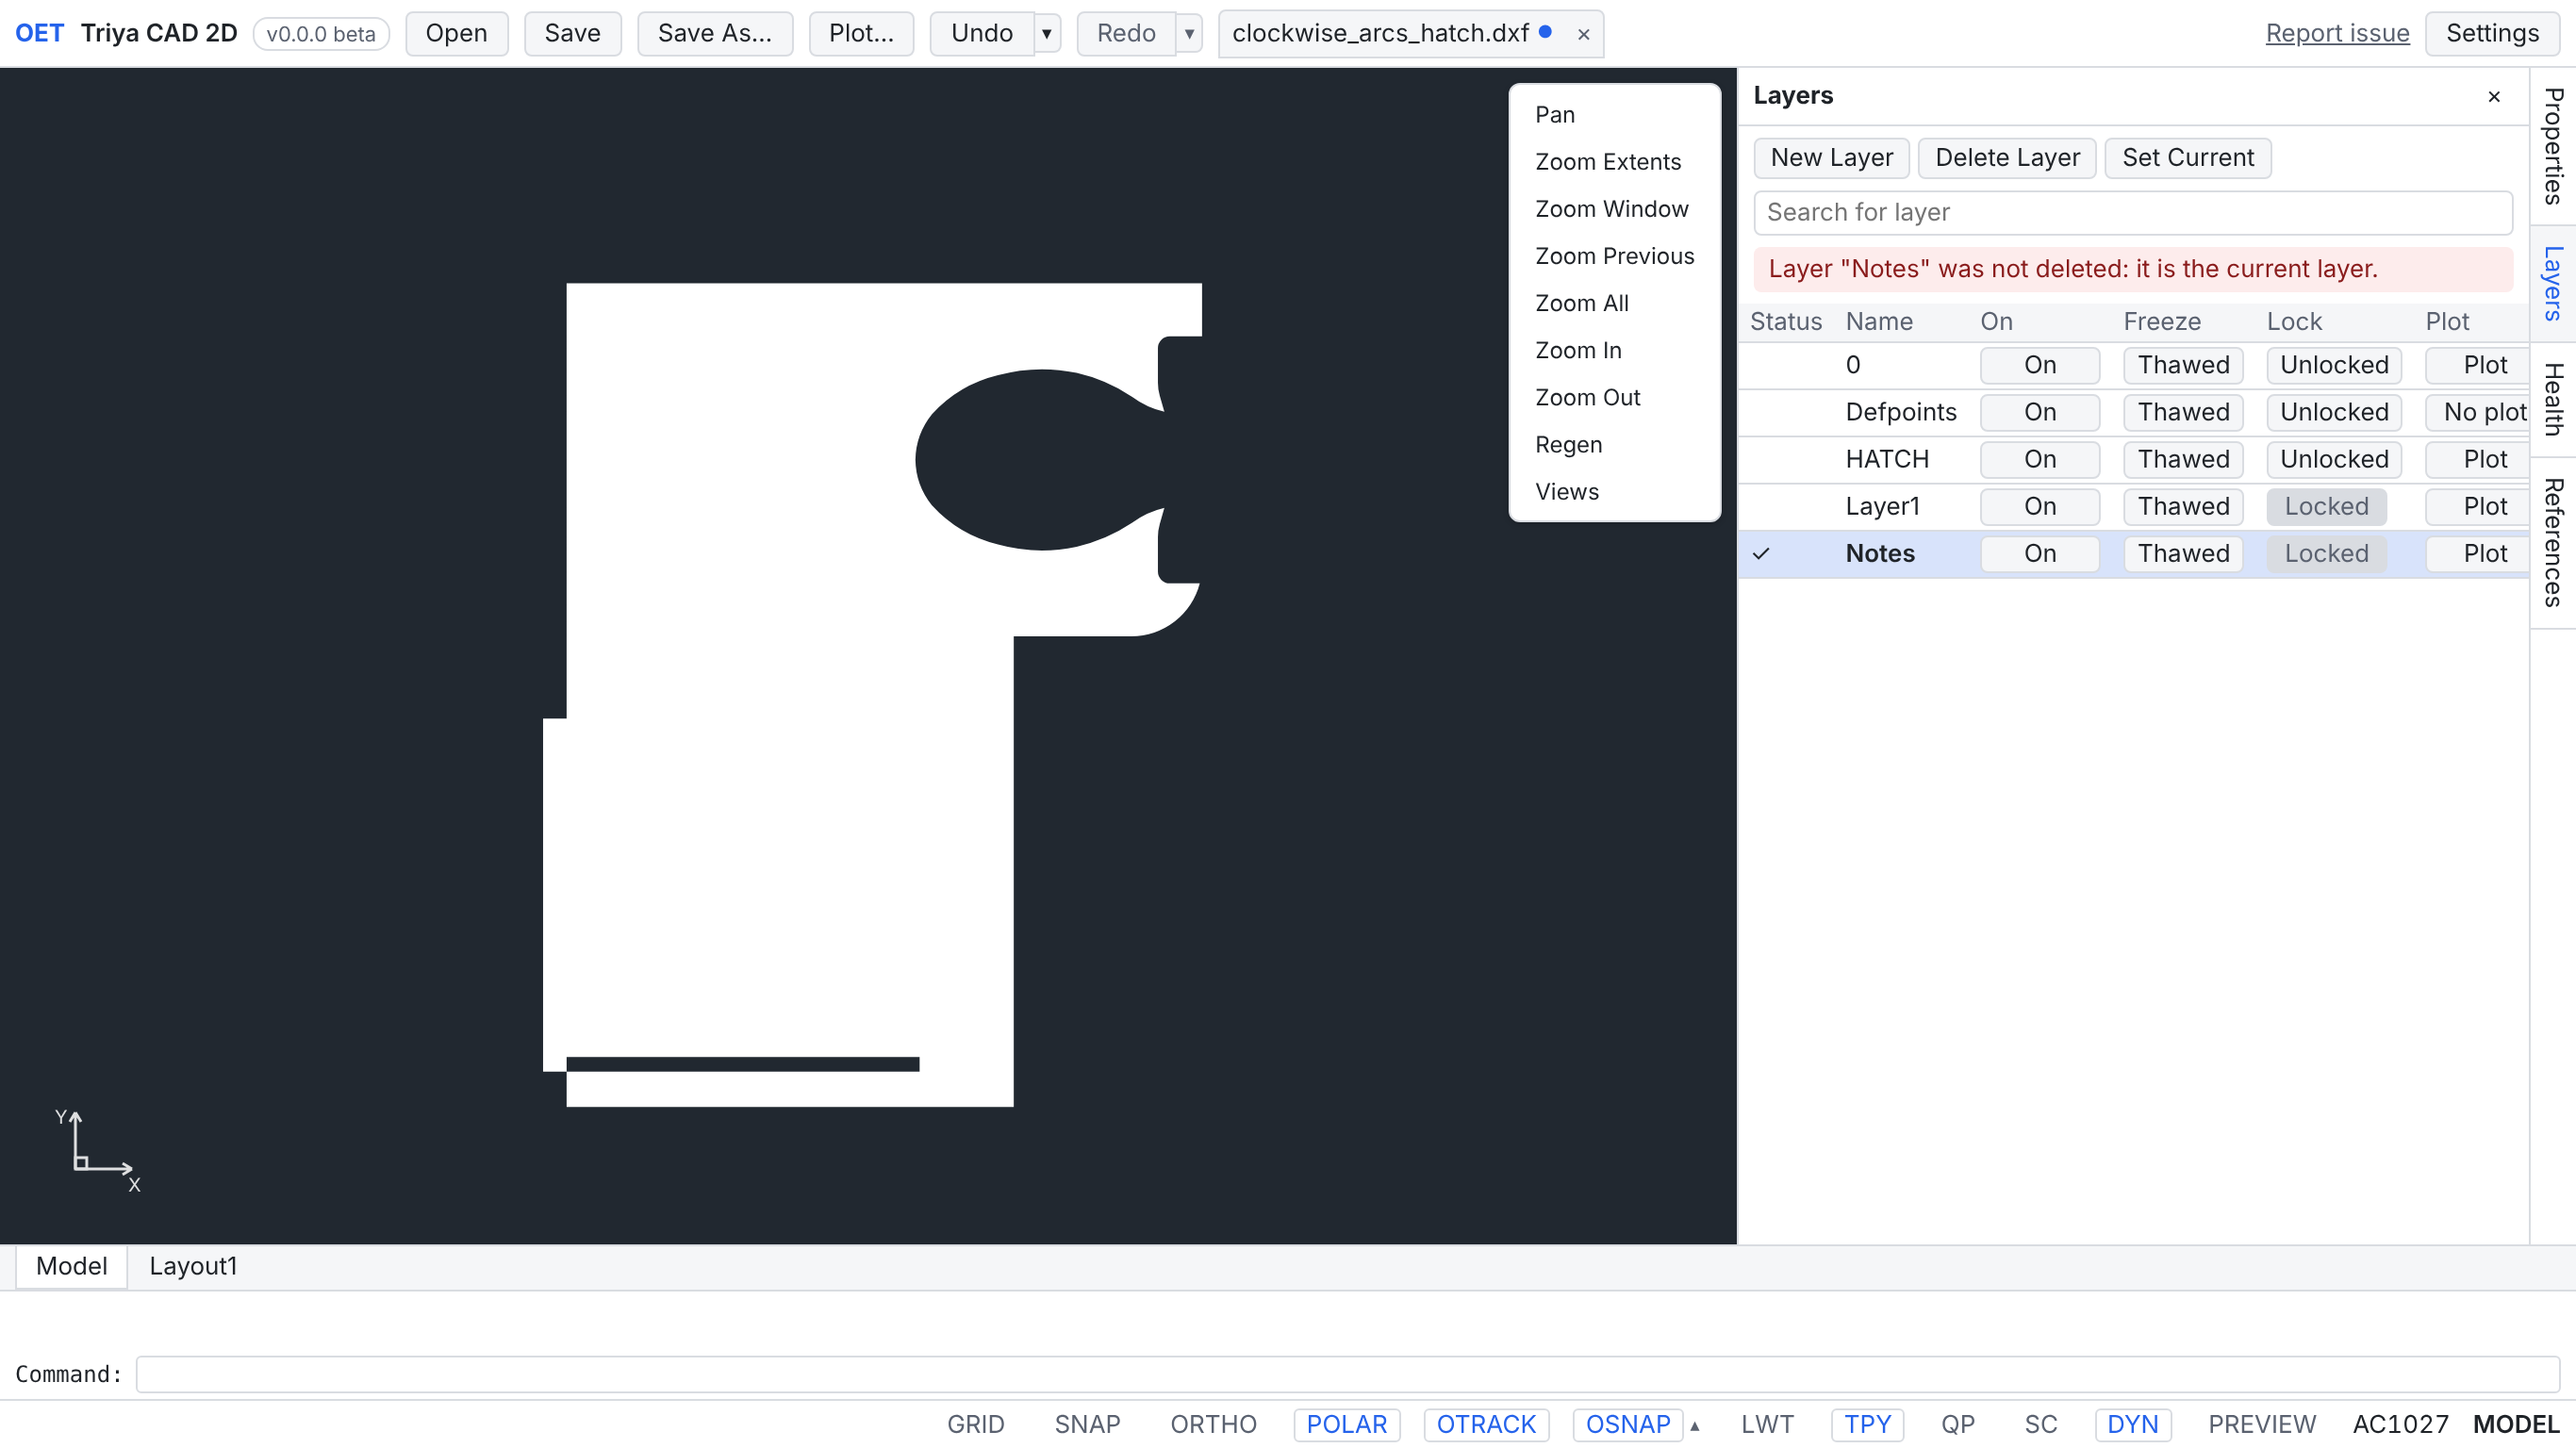 OET Triya CAD 2D v0.0.0 beta Open Save Save As... Plot... Undo ▾ Redo ▾ clockwise_arcs_hatch.dxf × Report issue Settings
Pan
Zoom Extents
Zoom Window
Zoom Previous
Zoom All
Zoom In
Zoom Out
Regen
Views
Y
X
Layers ×
New Layer Delete Layer Set Current
Search for layer
Layer "Notes" was not deleted: it is the current layer.
Status Name On Freeze Lock Plot
0 On Thawed Unlocked Plot
Defpoints On Thawed Unlocked No plot
HATCH On Thawed Unlocked Plot
Layer1 On Thawed Locked Plot
✓ Notes On Thawed Locked Plot
Properties
Layers
Health
References
Model Layout1
Command:
GRID SNAP ORTHO POLAR OTRACK OSNAP ▴ LWT TPY QP SC DYN PREVIEW AC1027 MODEL